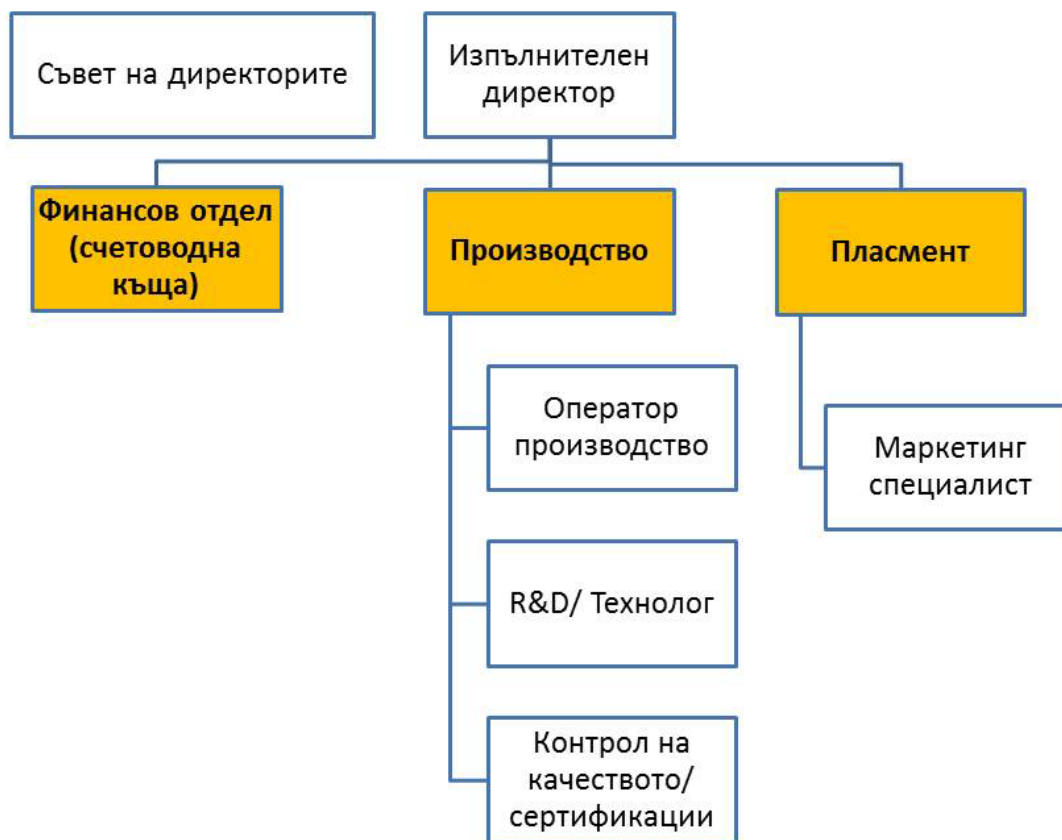 Съвет на директорите
Изпълнителен
директор
Финансов отдел
(счетоводна
къща)
Производство
Пласмент
Оператор
производство
Маркетинг
специалист
R&D/ Технолог
Контрол на
качеството/
сертификации